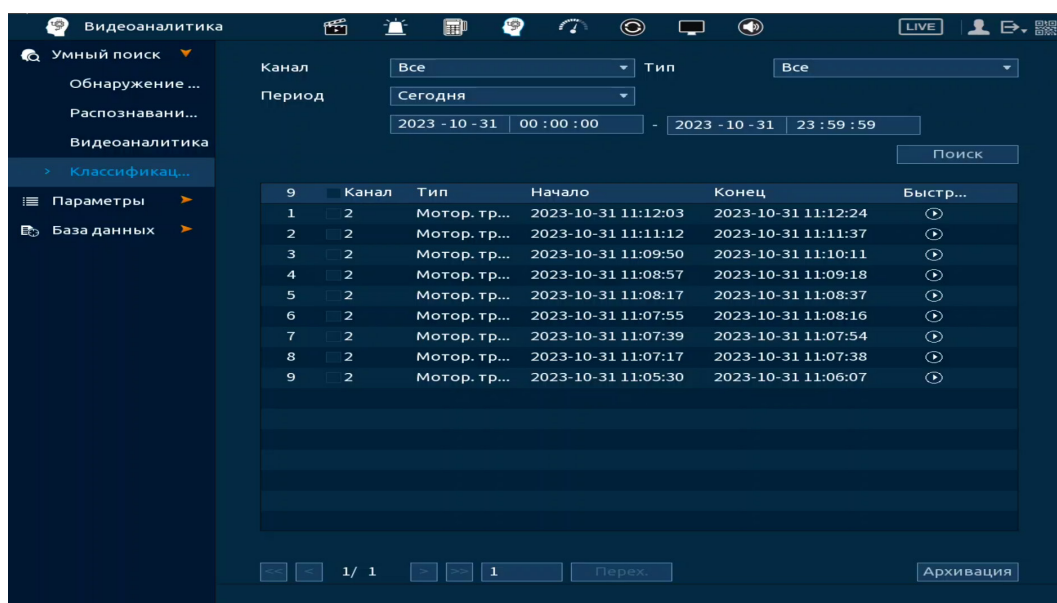 Видеоаналитика LIVE
Умный поиск
Обнаружение ...
Распознавани...
Видеоаналитика
> Классификац...
Параметры
База данных
Канал Все Тип Все
Период Сегодня
2023 -10 -31 00 : 00 : 00 - 2023 -10 -31 23 : 59 : 59
Поиск
9 Канал Тип Начало Конец Быстр...
1 2 Мотор. тр... 2023-10-31 11:12:03 2023-10-31 11:12:24
2 2 Мотор. тр... 2023-10-31 11:11:12 2023-10-31 11:11:37
3 2 Мотор. тр... 2023-10-31 11:09:50 2023-10-31 11:10:11
4 2 Мотор. тр... 2023-10-31 11:08:57 2023-10-31 11:09:18
5 2 Мотор. тр... 2023-10-31 11:08:17 2023-10-31 11:08:37
6 2 Мотор. тр... 2023-10-31 11:07:55 2023-10-31 11:08:16
7 2 Мотор. тр... 2023-10-31 11:07:39 2023-10-31 11:07:54
8 2 Мотор. тр... 2023-10-31 11:07:17 2023-10-31 11:07:38
9 2 Мотор. тр... 2023-10-31 11:05:30 2023-10-31 11:06:07
<< < 1/ 1 > >> 1 Перех. Архивация